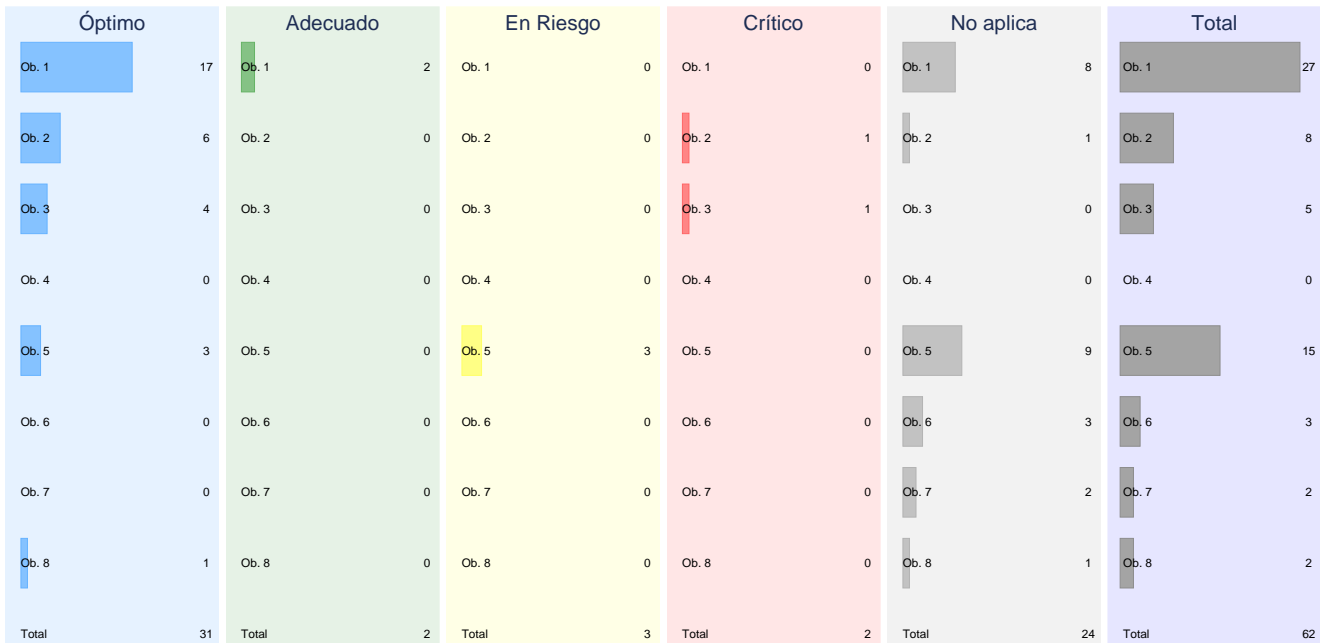 Óptimo Adecuado En Riesgo Crítico No aplica Total
Ob. 1 17 Ob. 1 2 Ob. 1 0 Ob. 1 0 Ob. 1 8 Ob. 1 27
Ob. 2 6 Ob. 2 0 Ob. 2 0 Ob. 2 1 Ob. 2 1 Ob. 2 8
Ob. 3 4 Ob. 3 0 Ob. 3 0 Ob. 3 1 Ob. 3 0 Ob. 3 5
Ob. 4 0 Ob. 4 0 Ob. 4 0 Ob. 4 0 Ob. 4 0 Ob. 4 0
Ob. 5 3 Ob. 5 0 Ob. 5 3 Ob. 5 0 Ob. 5 9 Ob. 5 15
Ob. 6 0 Ob. 6 0 Ob. 6 0 Ob. 6 0 Ob. 6 3 Ob. 6 3
Ob. 7 0 Ob. 7 0 Ob. 7 0 Ob. 7 0 Ob. 7 2 Ob. 7 2
Ob. 8 1 Ob. 8 0 Ob. 8 0 Ob. 8 0 Ob. 8 1 Ob. 8 2
Total 31 Total 2 Total 3 Total 2 Total 24 Total 62